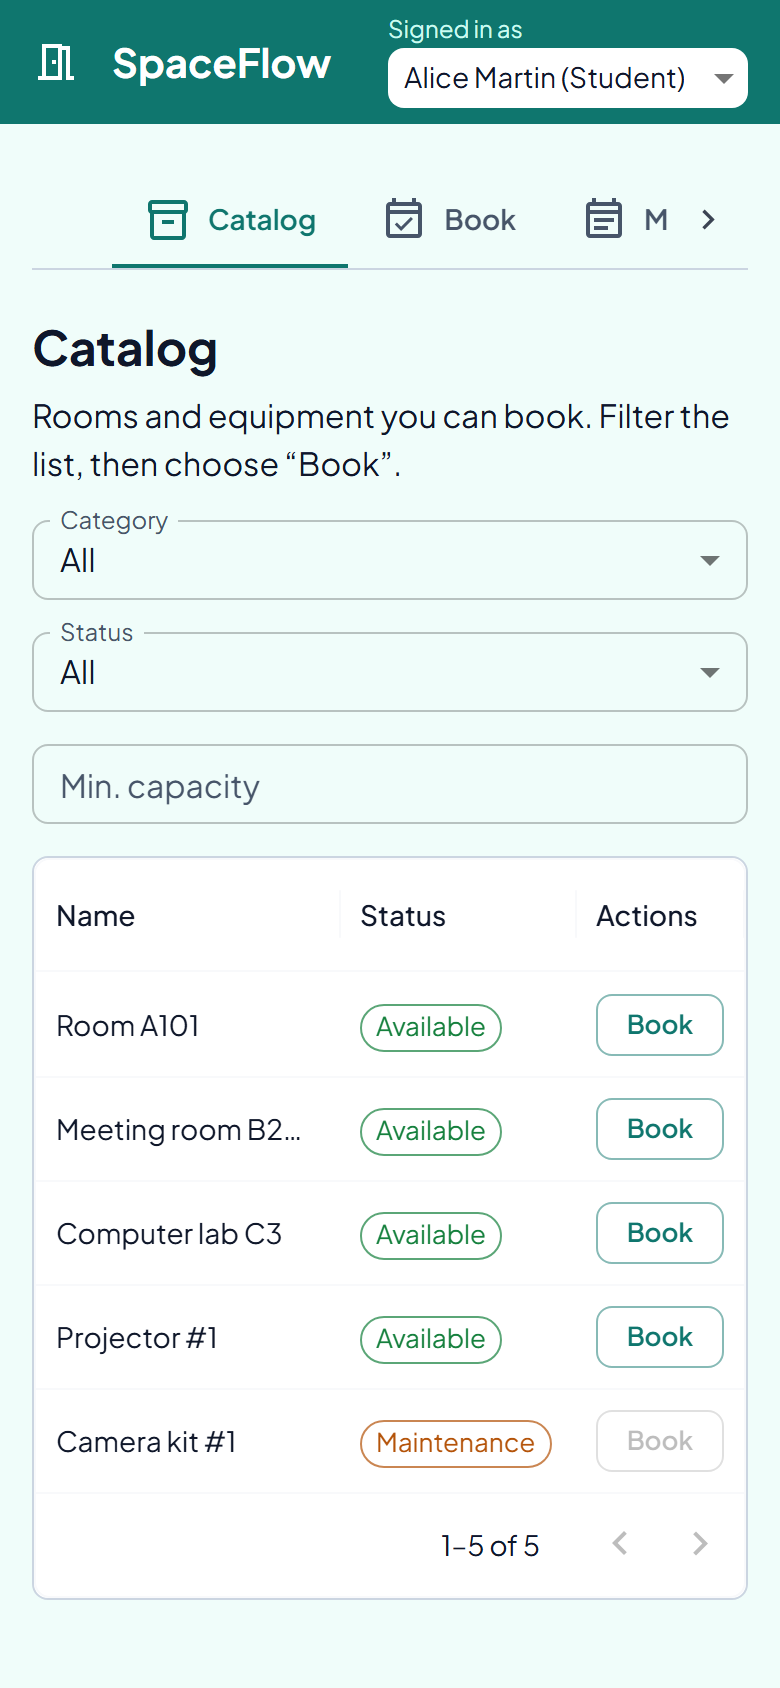 Signed in as
SpaceFlow
Alice Martin (Student)
Catalog
Book
M
Catalog
Rooms and equipment you can book. Filter the
list, then choose “Book”.
Category
All
Status
All
Min. capacity
Name Status Actions
Room A101 Available Book
Meeting room B2... Available Book
Computer lab C3 Available Book
Projector #1 Available Book
Camera kit #1 Maintenance Book
1–5 of 5